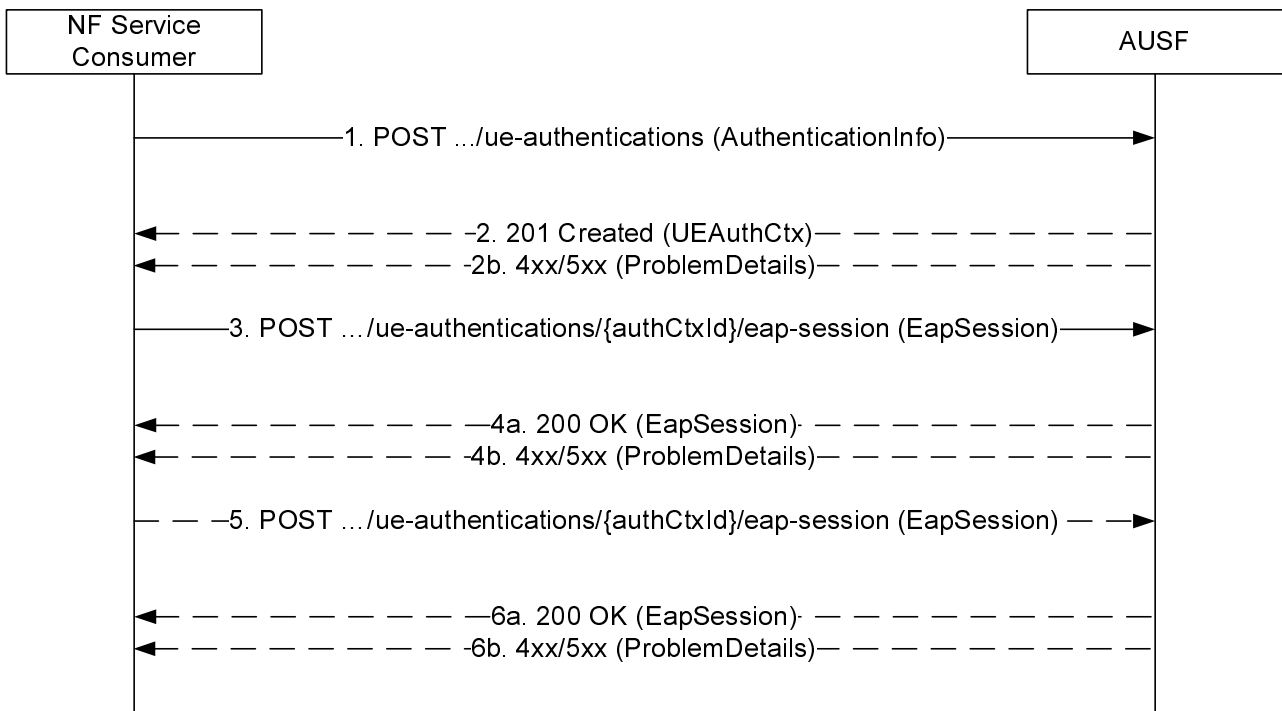 NF Service
Consumer
AUSF
1. POST .../ue-authentications (AuthenticationInfo)
2. 201 Created (UEAuthCtx)
2b. 4xx/5xx (ProblemDetails)
3. POST …/ue-authentications/{authCtxId}/eap-session (EapSession)
4a. 200 OK (EapSession)
4b. 4xx/5xx (ProblemDetails)
5. POST …/ue-authentications/{authCtxId}/eap-session (EapSession)
6a. 200 OK (EapSession)
6b. 4xx/5xx (ProblemDetails)